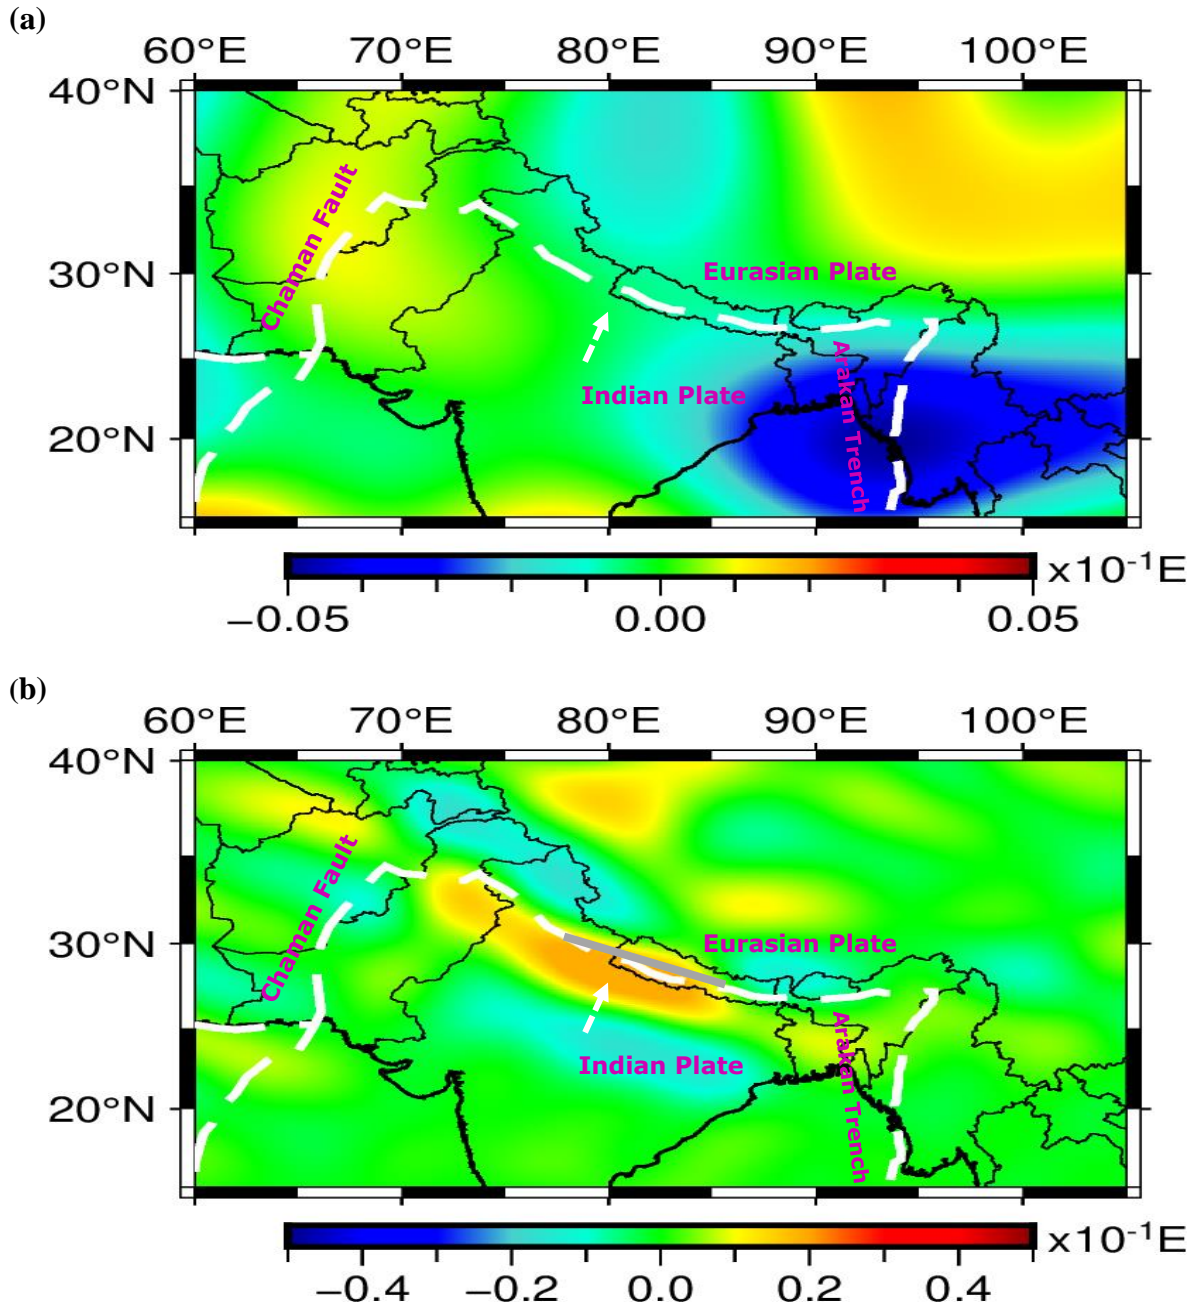 (a)
60°E 70°E 80°E 90°E 100°E
40°N
30°N
20°N
Chaman Fault
Eurasian Plate
Indian Plate
Arakan Trench
−0.05 0.00 0.05
x10⁻¹E
(b)
60°E 70°E 80°E 90°E 100°E
40°N
30°N
20°N
Chaman Fault
Eurasian Plate
Indian Plate
Arakan Trench
−0.4 −0.2 0.0 0.2 0.4
x10⁻¹E